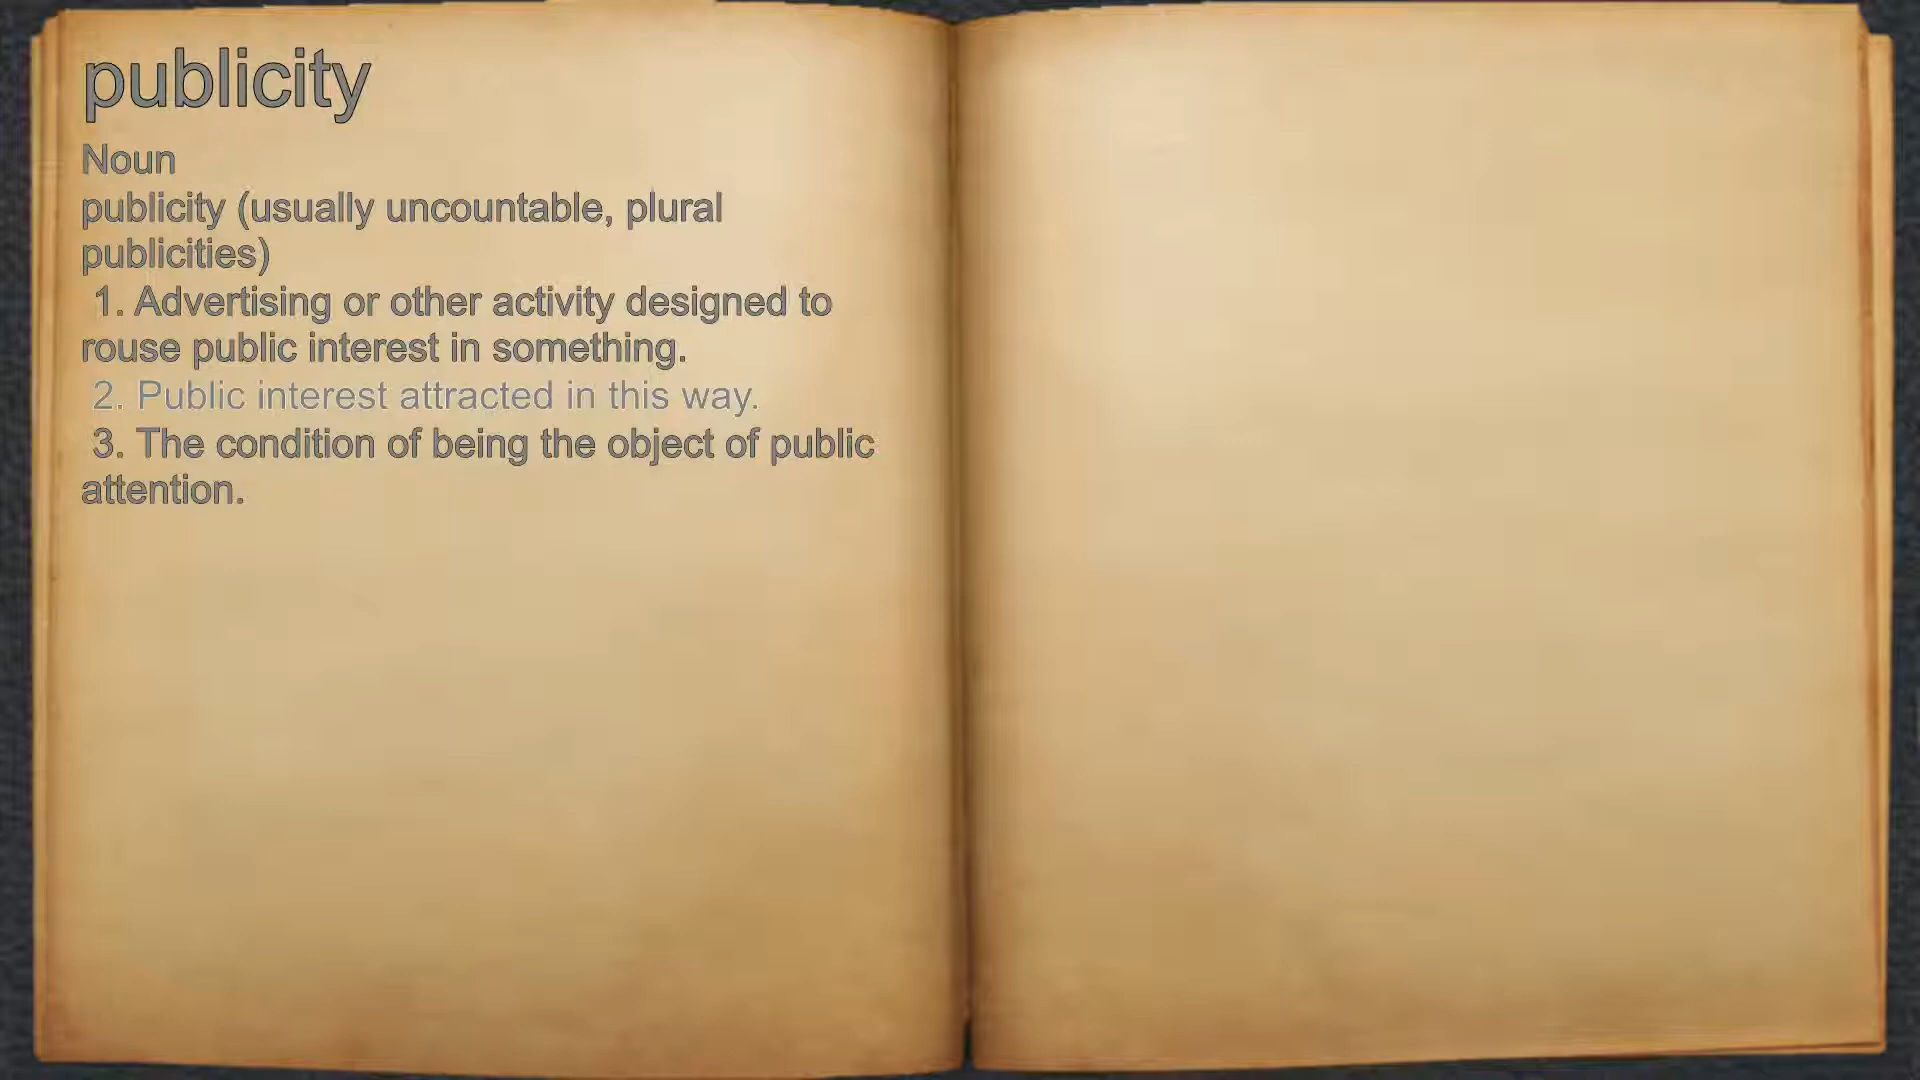 publicity
Noun
publicity (usually uncountable, plural
publicities)
1. Advertising or other activity designed to
rouse public interest in something.
2. Public interest attracted in this way.
3. The condition of being the object of public
attention.